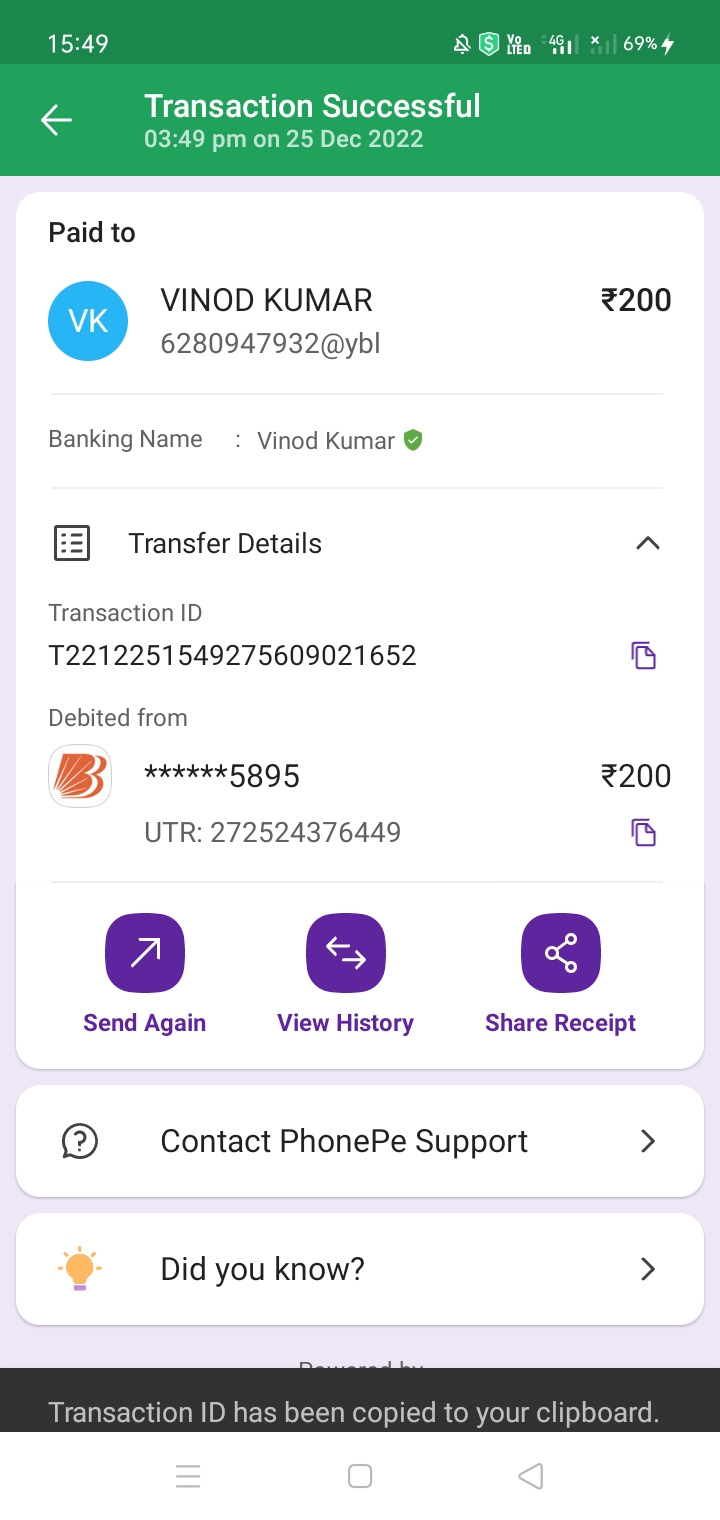 15:49
Vo LTED 4G 69%
Transaction Successful
03:49 pm on 25 Dec 2022
Paid to
VK
VINOD KUMAR
₹200
6280947932@ybl
Banking Name : Vinod Kumar
Transfer Details
Transaction ID
T2212251549275609021652
Debited from
******5895
₹200
UTR: 272524376449
Send Again
View History
Share Receipt
Contact PhonePe Support
Did you know?
Powered by
Transaction ID has been copied to your clipboard.